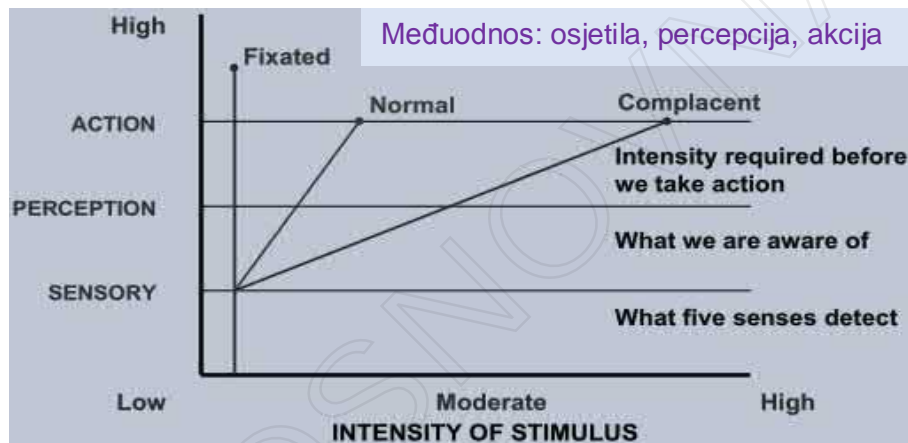 High
Međuodnos: osjetila, percepcija, akcija
Fixated
Normal
Complacent
ACTION
Intensity required before
we take action
PERCEPTION
What we are aware of
SENSORY
What five senses detect
Low
Moderate
High
INTENSITY OF STIMULUS